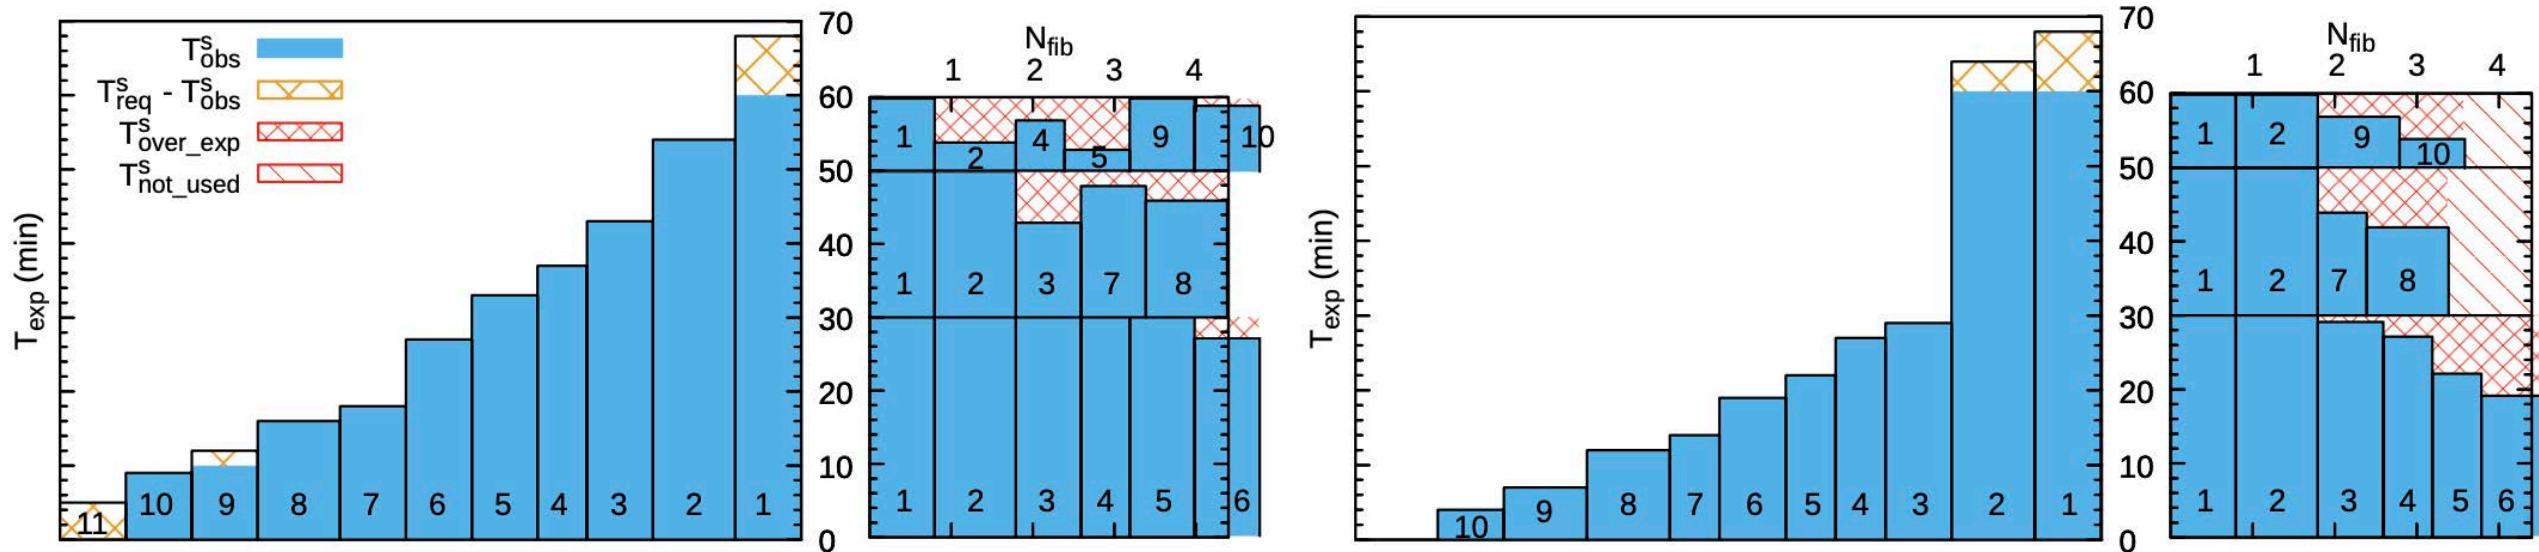 T^s_obs
T^s_req - T^s_obs
T^s_over_exp
T^s_not_used
T_exp (min)
11 10 9 8 7 6 5 4 3 2 1
70
60
50
40
30
20
10
0
N_fib
1 2 3 4
1 2 4 5 9 10
1 2 3 7 8
1 2 3 4 5 6
T_exp (min)
10 9 8 7 6 5 4 3 2 1
70
60
50
40
30
20
10
0
N_fib
1 2 3 4
1 2 9 10
1 2 7 8
1 2 3 4 5 6